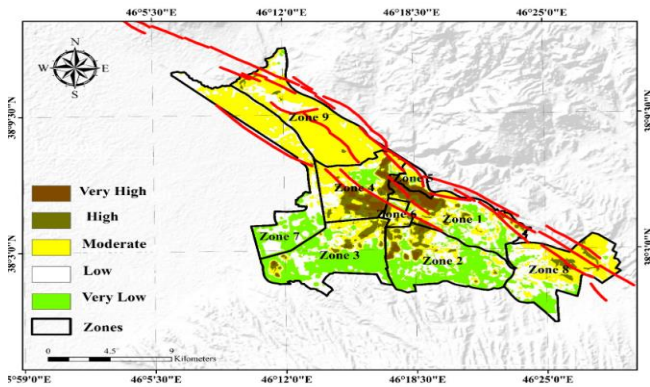 46°5'30"E 46°12'0"E 46°18'30"E 46°25'0"E
N
W E
S
38°9'30"N
38°9'30"N
Zone 9
Zone 5
Zone 4
Zone 6
Zone 1
Zone 7
Zone 3
Zone 2
Zone 8
38°3'0"N
38°3'0"N
Very High
High
Moderate
Low
Very Low
Zones
0 4.5 9
Kilometers
5°59'0"E 46°5'30"E 46°12'0"E 46°18'30"E 46°25'0"E